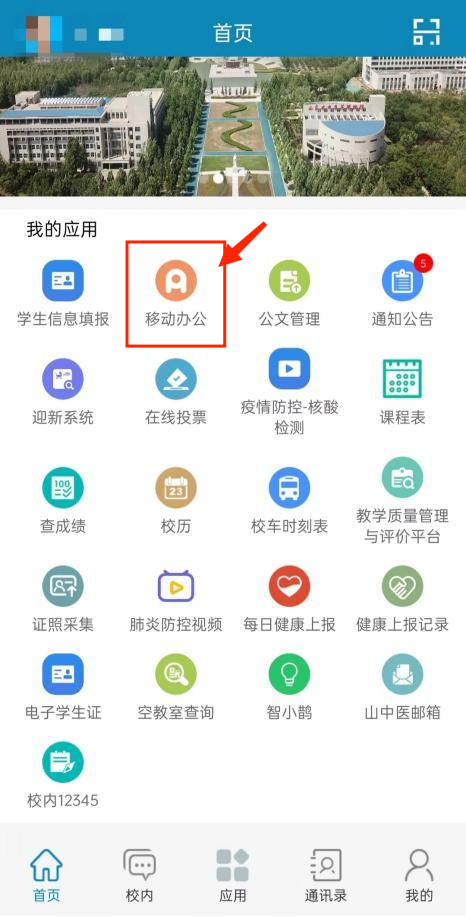 首页
我的应用
学生信息填报
移动办公
公文管理
5
通知公告
迎新系统
在线投票
疫情防控-核酸
检测
课程表
100
查成绩
23
校历
校车时刻表
教学质量管理
与评价平台
证照采集
肺炎防控视频
每日健康上报
健康上报记录
电子学生证
空教室查询
智小鹊
山中医邮箱
校内12345
首页
校内
应用
通讯录
我的